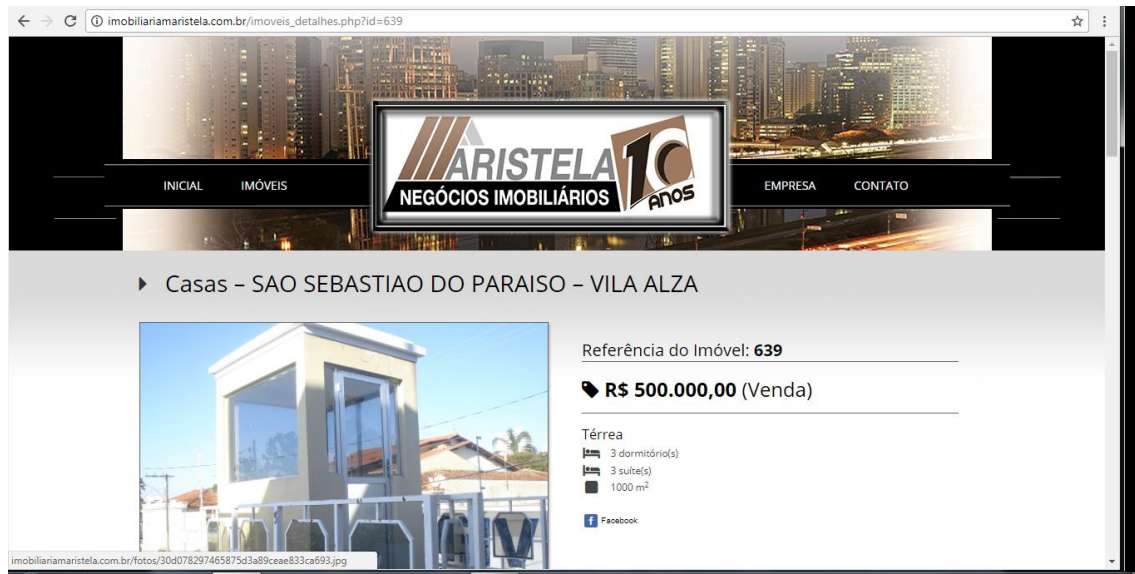 imobiliariamaristela.com.br/imoveis_detalhes.php?id=639
INICIAL
IMÓVEIS
MARISTELA
NEGÓCIOS IMOBILIÁRIOS
10
ANOS
EMPRESA
CONTATO
Casas – SAO SEBASTIAO DO PARAISO – VILA ALZA
Referência do Imóvel: 639
R$ 500.000,00 (Venda)
Térrea
3 dormitório(s)
3 suíte(s)
1000 m²
Facebook
imobiliariamaristela.com.br/fotos/30d078297465875d3a89ceae833ca693.jpg